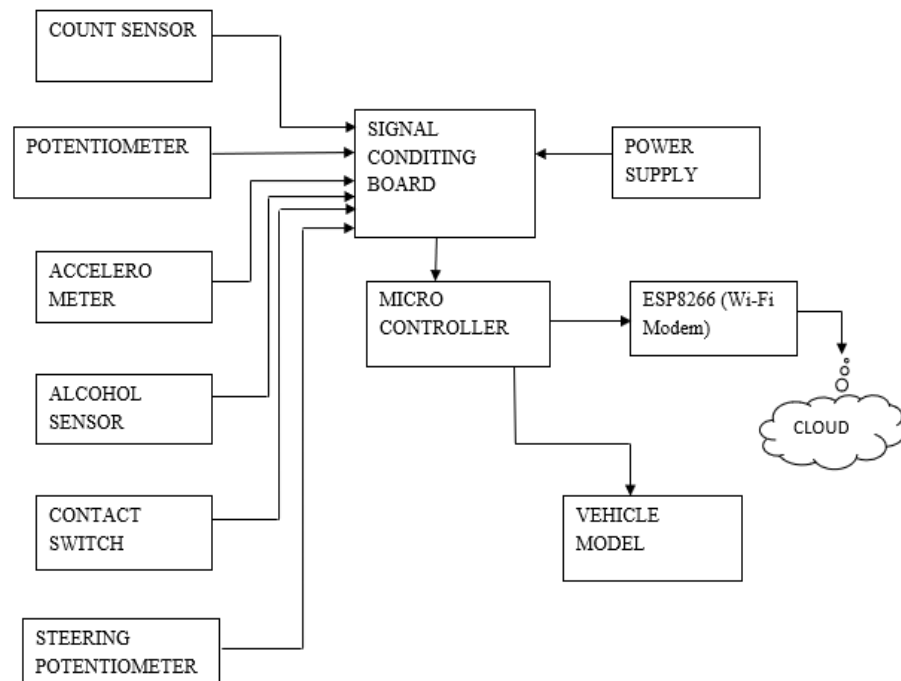 COUNT SENSOR
POTENTIOMETER
ACCELERO
METER
ALCOHOL
SENSOR
CONTACT
SWITCH
STEERING
POTENTIOMETER
SIGNAL
CONDITING
BOARD
POWER
SUPPLY
MICRO
CONTROLLER
ESP8266 (Wi-Fi
Modem)
CLOUD
VEHICLE
MODEL